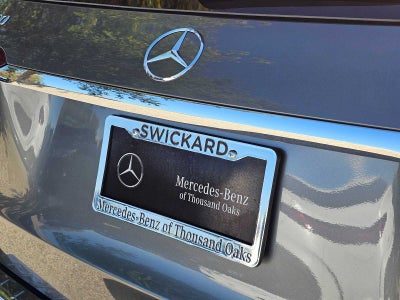 SWICKARD
Mercedes-Benz
of Thousand Oaks
Mercedes-Benz of Thousand Oaks